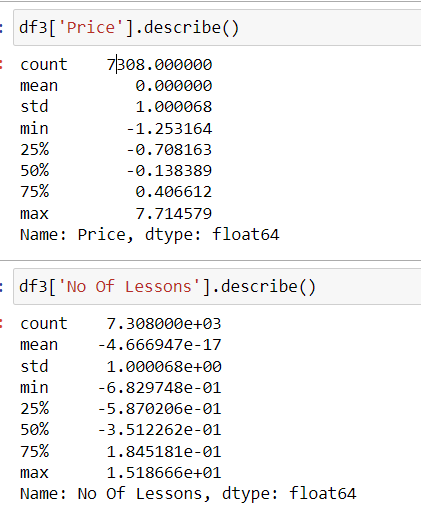 df3['Price'].describe()
count 7308.000000
mean 0.000000
std 1.000068
min -1.253164
25% -0.708163
50% -0.138389
75% 0.406612
max 7.714579
Name: Price, dtype: float64
df3['No Of Lessons'].describe()
count 7.308000e+03
mean -4.666947e-17
std 1.000068e+00
min -6.829748e-01
25% -5.870206e-01
50% -3.512262e-01
75% 1.845181e-01
max 1.518666e+01
Name: No Of Lessons, dtype: float64